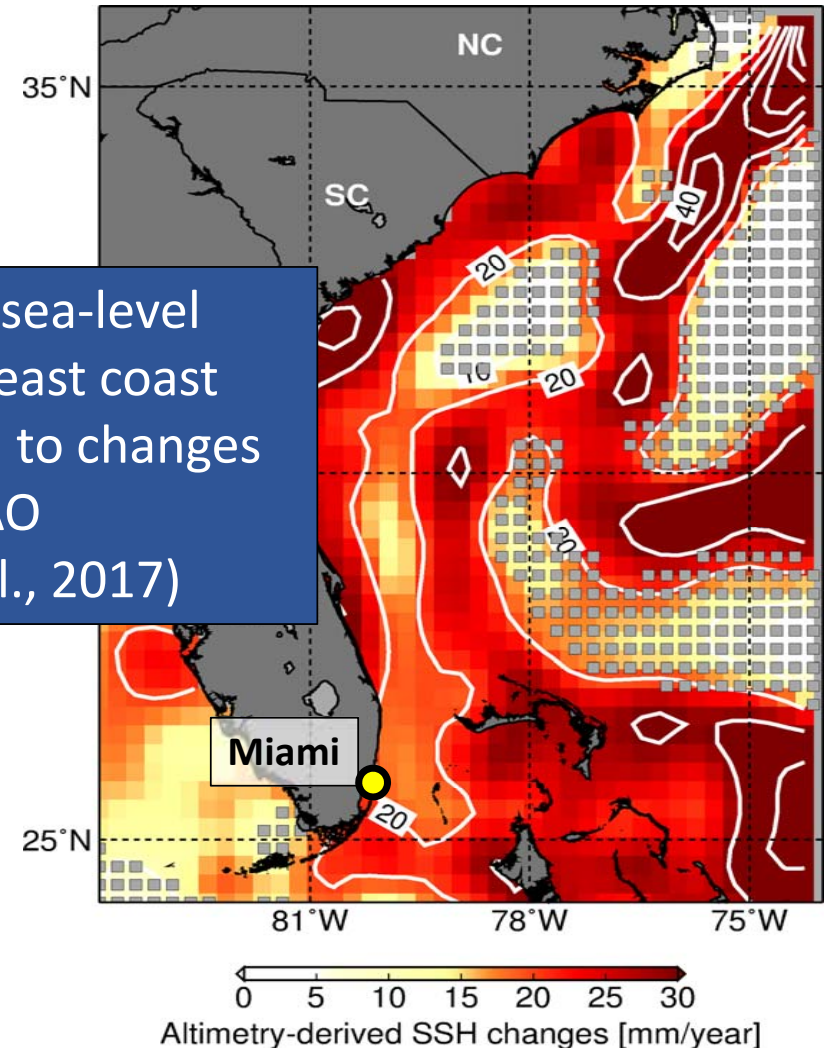 NC
35°N
SC
40
20
sea-level
east coast
to changes
AO
l., 2017)
20
20
Miami
20
25°N
81°W
78°W
75°W
0 5 10 15 20 25 30
Altimetry-derived SSH changes [mm/year]